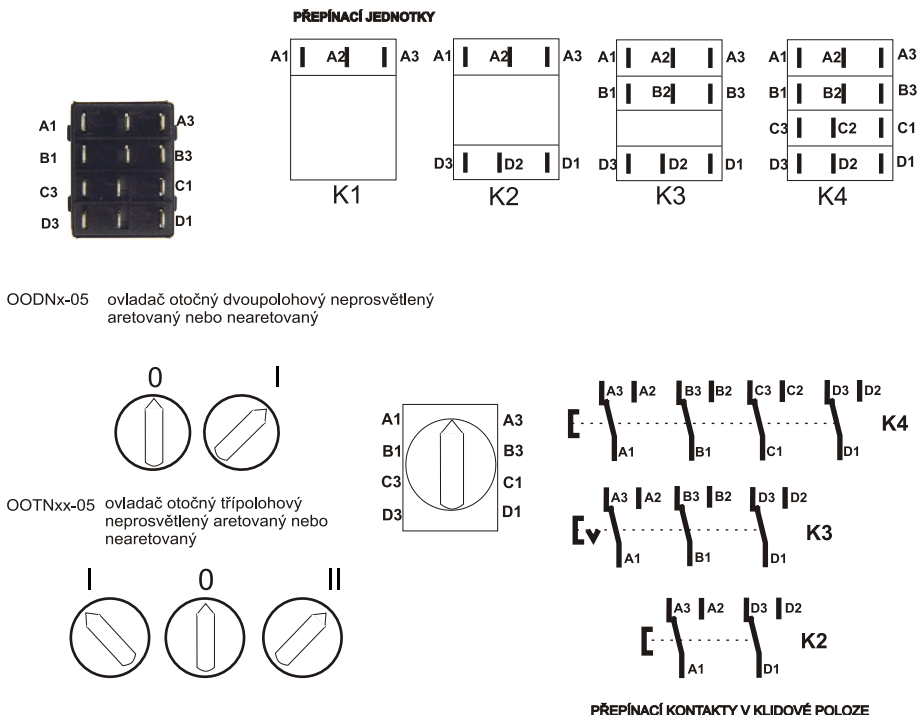 PŘEPÍNACÍ JEDNOTKY
A1 A2 A3
A1 A2 A3
A1 A2 A3
A1 A2 A3
B1 B2 B3
B1 B2 B3
C3 C2 C1
D3 D2 D1
D3 D2 D1
D3 D2 D1
K1
K2
K3
K4
A1 A3
B1 B3
C3 C1
D3 D1
OODNx-05 ovladač otočný dvoupolohový neprosvětlený
aretovaný nebo nearetovaný
0 I
OOTNxx-05 ovladač otočný třípolohový
neprosvětlený aretovaný nebo
nearetovaný
I 0 II
A1 A3
B1 B3
C3 C1
D3 D1
A3 A2 B3 B2 C3 C2 D3 D2
K4
A1 B1 C1 D1
A3 A2 B3 B2 D3 D2
K3
A1 B1 D1
A3 A2 D3 D2
K2
A1 D1
PŘEPÍNACÍ KONTAKTY V KLIDOVÉ POLOZE